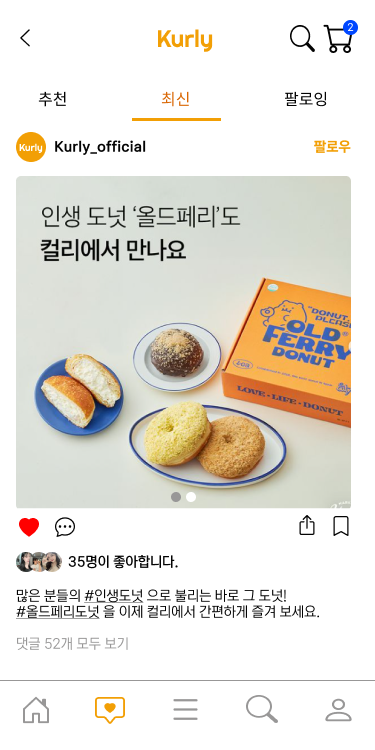 Kurly
2
추천 최신 팔로잉
Kurly Kurly_official 팔로우
인생 도넛 ‘올드페리’도
컬리에서 만나요
"DONUT,
PLEASE
OLD
FERRY
DONUT
LOVE · LIFE · DONUT
35명이 좋아합니다.
많은 분들의 #인생도넛 으로 불리는 바로 그 도넛!
#올드페리도넛 을 이제 컬리에서 간편하게 즐겨 보세요.
댓글 52개 모두 보기